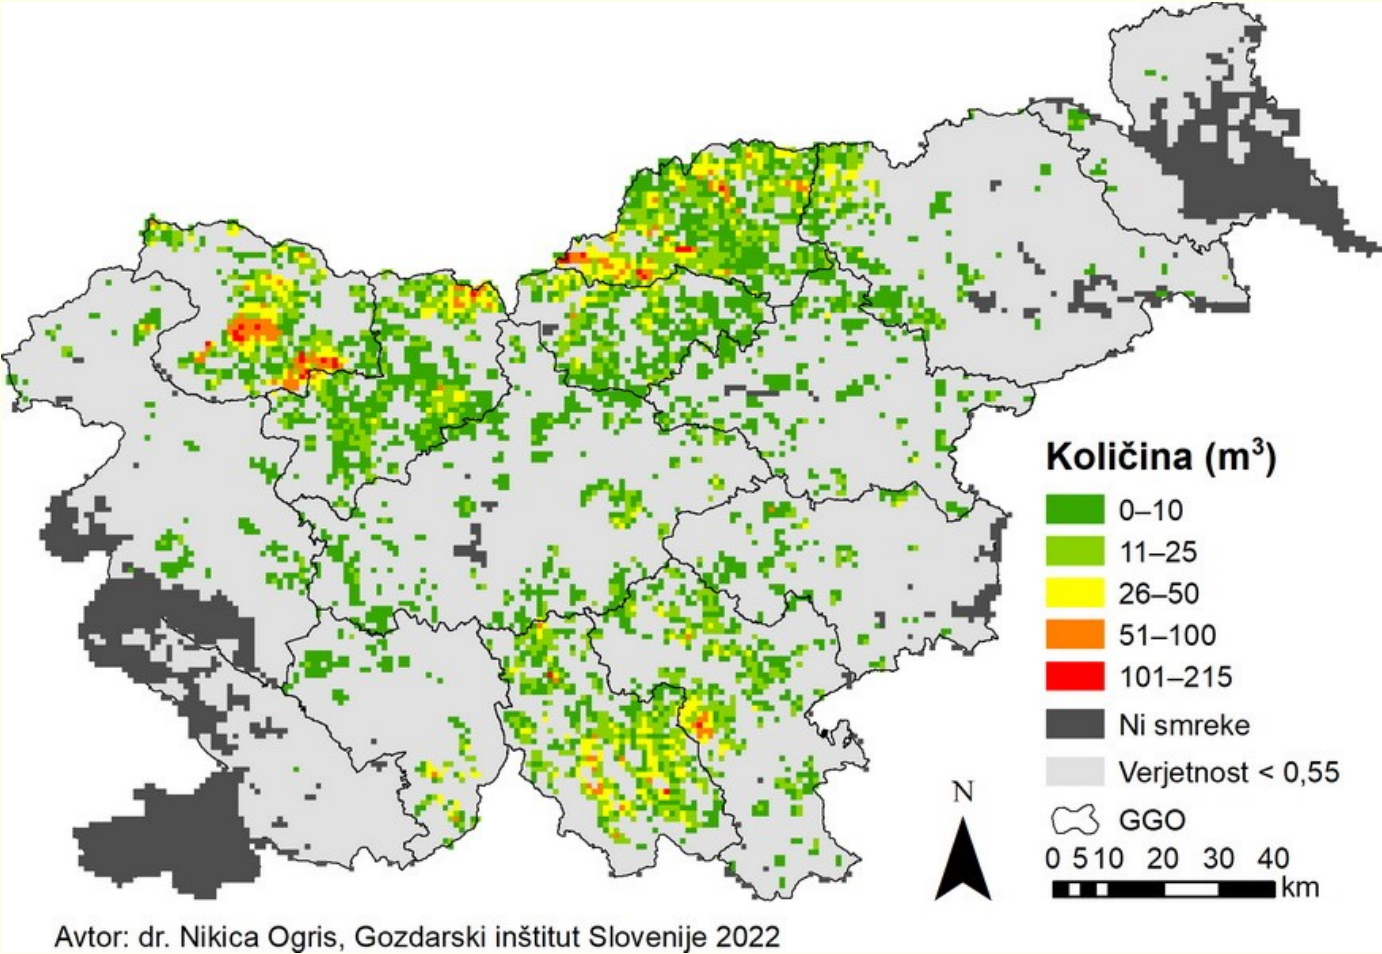 Količina (m³)
0–10
11–25
26–50
51–100
101–215
Ni smreke
Verjetnost < 0,55
GGO
N
0 5 10 20 30 40
km
Avtor: dr. Nikica Ogris, Gozdarski inštitut Slovenije 2022